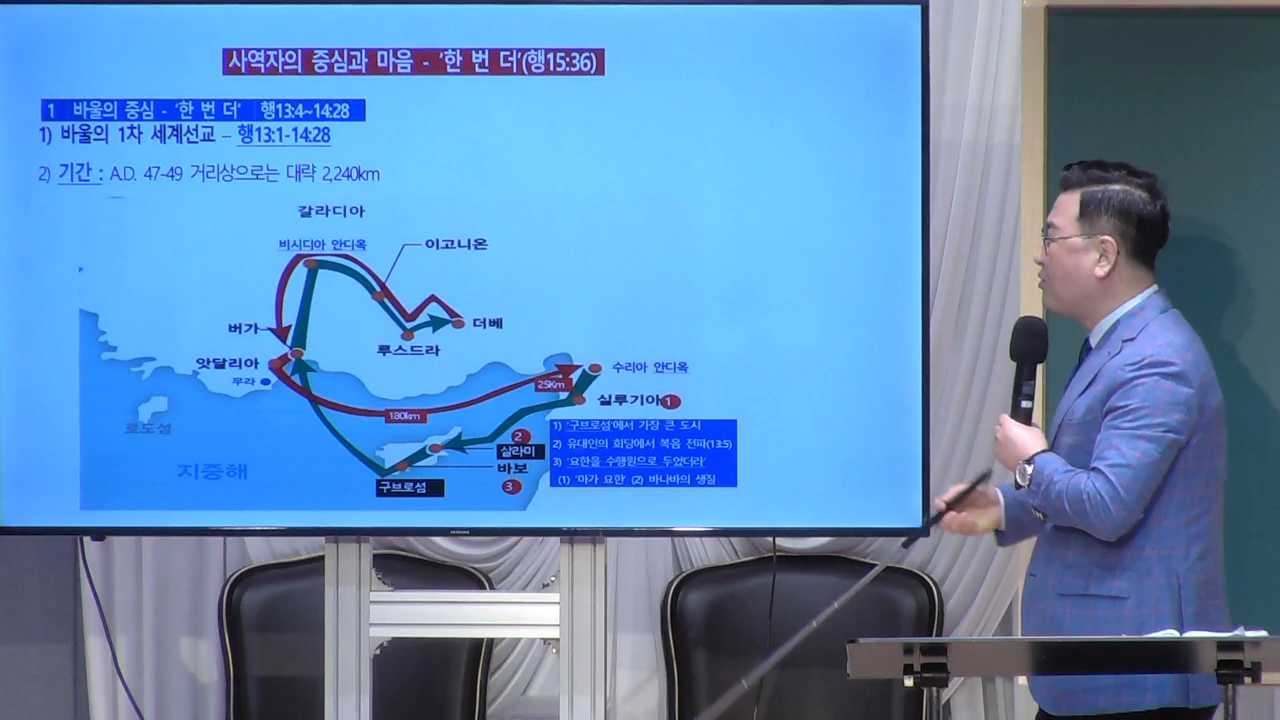 사역자의 중심과 마음 - '한 번 더'(행15:36)
1 바울의 중심 - '한 번 더' 행13:4~14:28
1) 바울의 1차 세계선교 – 행13:1-14:28
2) 기간 : A.D. 47-49 거리상으로는 대략 2,240km
갈라디아
비시디아 안디옥
이고니온
버가
더베
루스드라
앗달리아
무라
수리아 안디옥
25Km
실루기아 1
180km
로도섬
1) '구브로섬'에서 가장 큰 도시
2
2) 유대인의 회당에서 복음 전파(13:5)
살라미
3) '요한을 수행원으로 두었더라'
바보
지중해
(1) '마가 요한' (2) 바나바의 생질
구브로섬
3